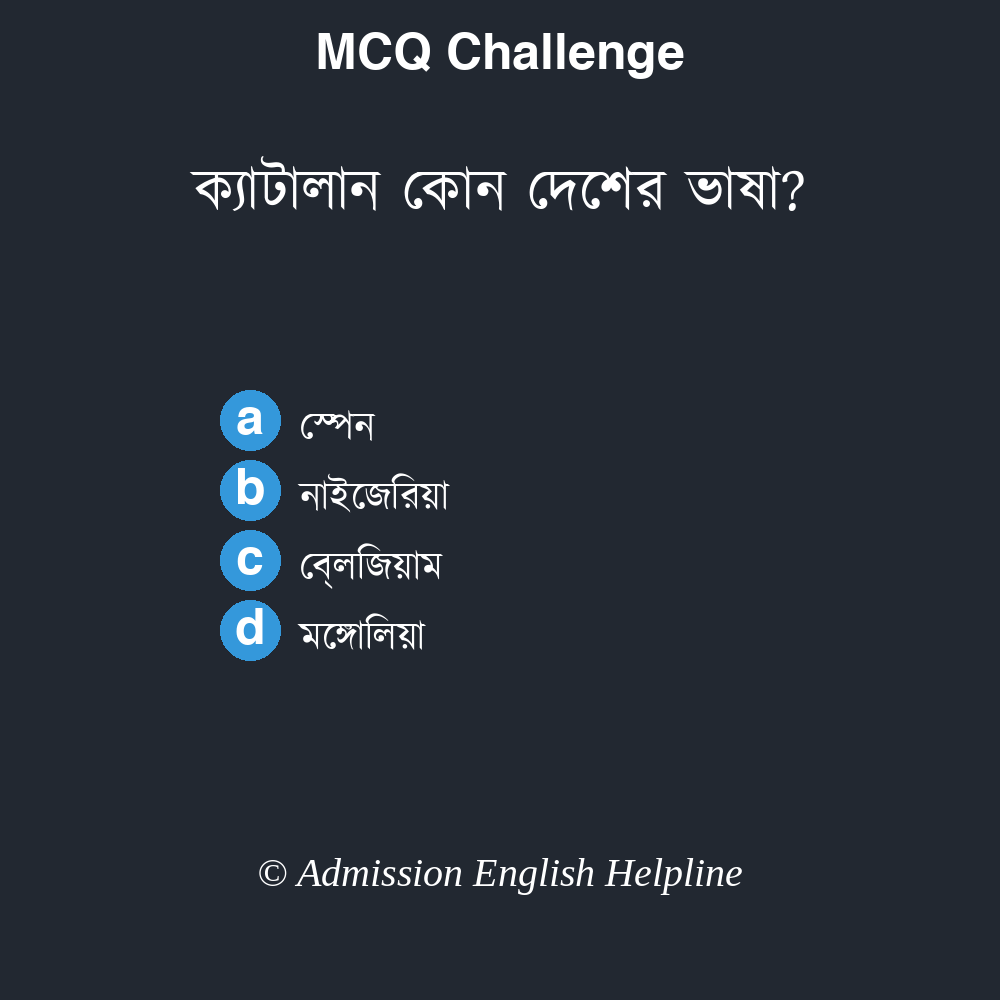 MCQ Challenge
ক্যাটালান কোন দেশের ভাষা?
a স্পেন
b নাইজেরিয়া
c বে্লজিয়াম
d মঙ্গোলিয়া
© Admission English Helpline